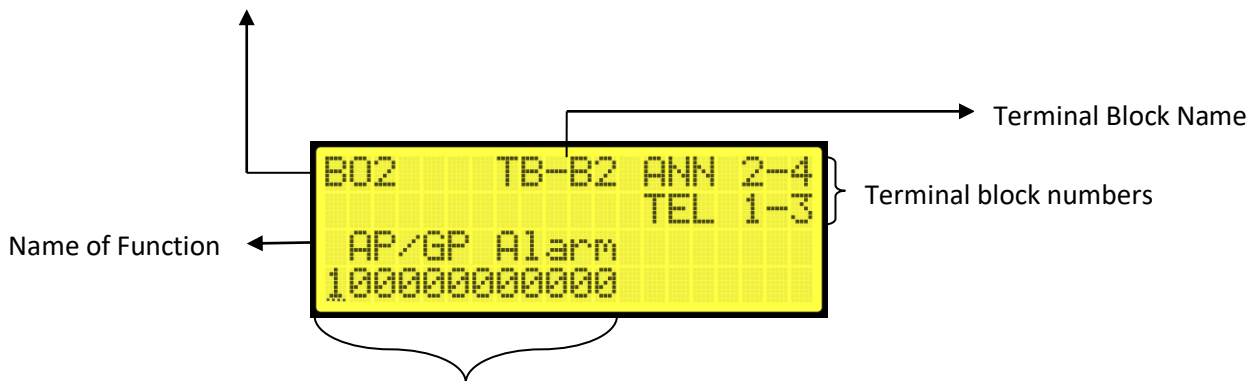 Terminal Block Name
BO2 TB-B2 ANN 2-4
TEL 1-3
Terminal block numbers
Name of Function
AP/GP Alarm
100000000000